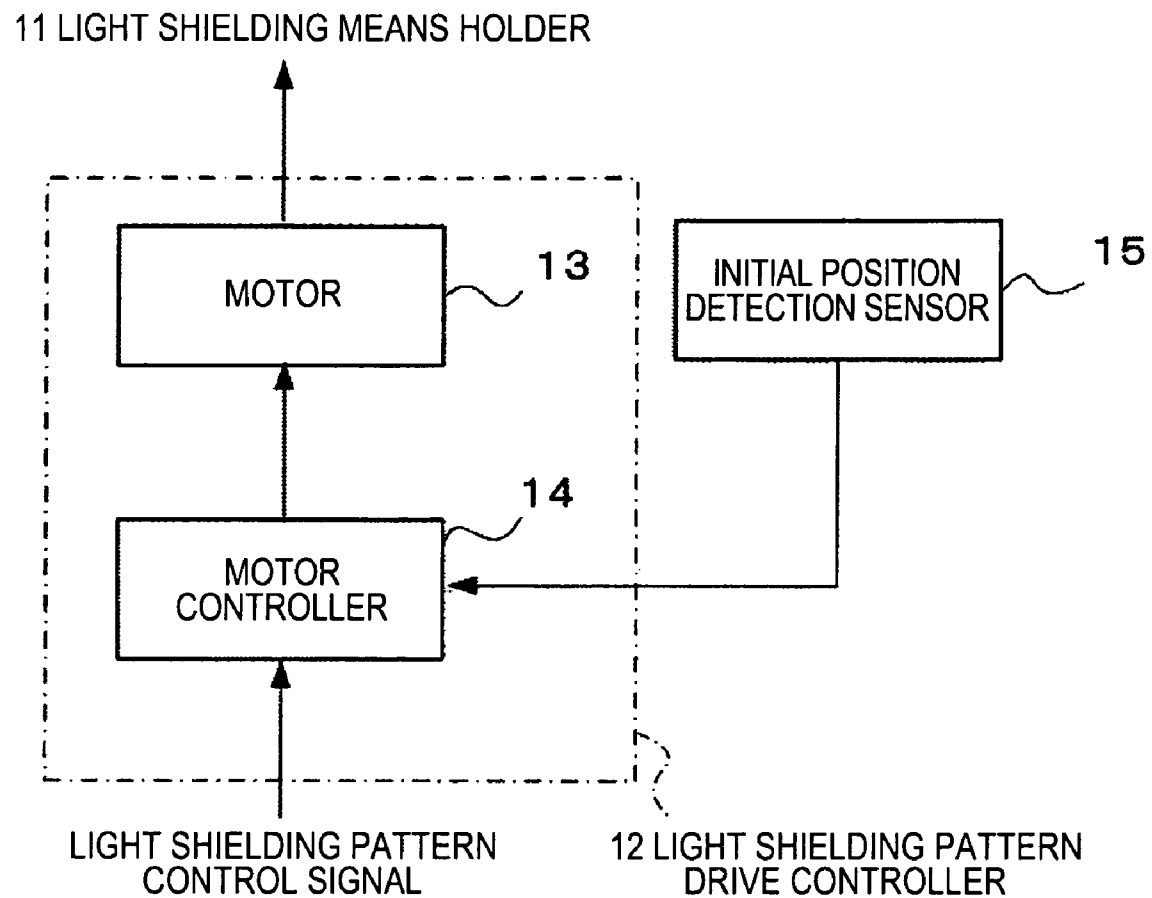 11 LIGHT SHIELDING MEANS HOLDER
MOTOR
13
INITIAL POSITION
DETECTION SENSOR
15
14
MOTOR
CONTROLLER
LIGHT SHIELDING PATTERN
CONTROL SIGNAL
12 LIGHT SHIELDING PATTERN
DRIVE CONTROLLER